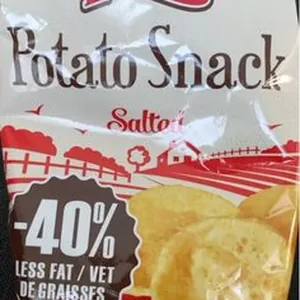 Potato Snack
Salted
-40%
LESS FAT / VET
DE GRAISSES